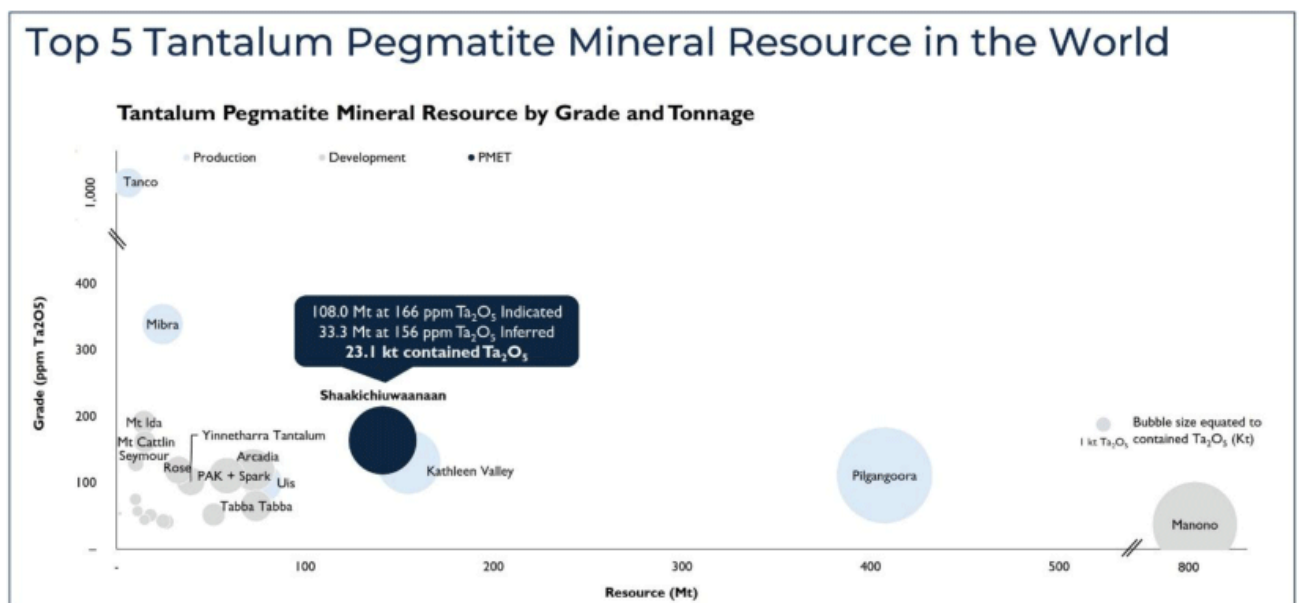 Top 5 Tantalum Pegmatite Mineral Resource in the World
Tantalum Pegmatite Mineral Resource by Grade and Tonnage
Production
Development
PMET
Tanco
1,000
400
Mibra
300
108.0 Mt at 166 ppm Ta₂O₅ Indicated
33.3 Mt at 156 ppm Ta₂O₅ Inferred
23.1 kt contained Ta₂O₅
Shaakichiuwaanaan
Grade (ppm Ta2O5)
200
Mt Ida
Yinnetharra Tantalum
Mt Cattlin
Seymour
Arcadia
Rose
PAK + Spark
Uis
Kathleen Valley
Pilgangoora
Bubble size equated to
1 kt Ta₂O₅ contained Ta₂O₅ (Kt)
100
Tabba Tabba
Manono
–
-
100
200
300
400
500
800
Resource (Mt)